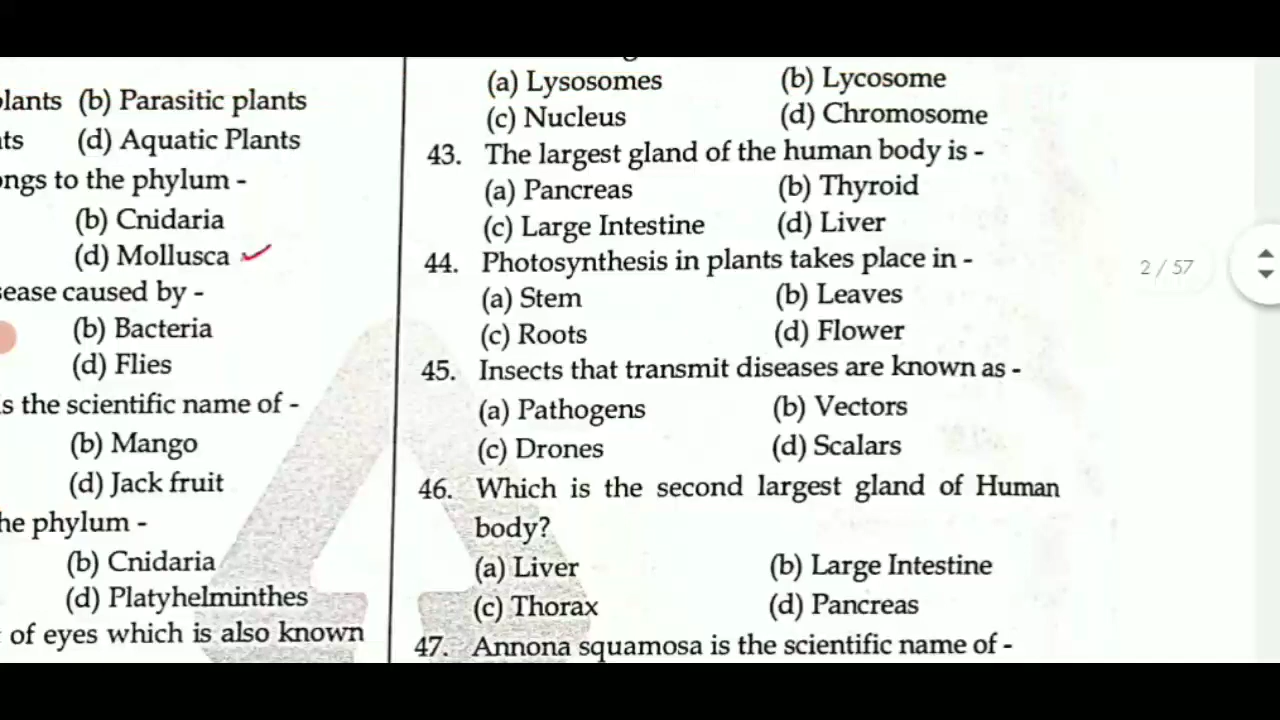 plants (b) Parasitic plants
ts (d) Aquatic Plants
ongs to the phylum -
(b) Cnidaria
(d) Mollusca
sease caused by -
(b) Bacteria
(d) Flies
is the scientific name of -
(b) Mango
(d) Jack fruit
he phylum -
(b) Cnidaria
(d) Platyhelminthes
of eyes which is also known
(a) Lysosomes (b) Lycosome
(c) Nucleus (d) Chromosome
43. The largest gland of the human body is -
(a) Pancreas (b) Thyroid
(c) Large Intestine (d) Liver
44. Photosynthesis in plants takes place in -
(a) Stem (b) Leaves
(c) Roots (d) Flower
45. Insects that transmit diseases are known as -
(a) Pathogens (b) Vectors
(c) Drones (d) Scalars
46. Which is the second largest gland of Human
body?
(a) Liver (b) Large Intestine
(c) Thorax (d) Pancreas
47. Annona squamosa is the scientific name of -
2 / 57